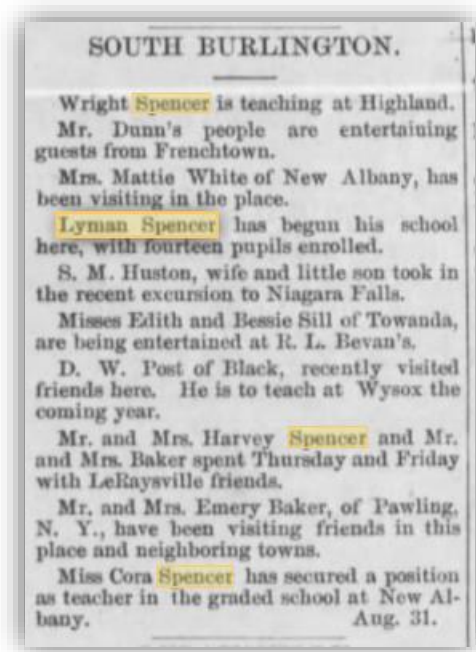 SOUTH BURLINGTON.
Wright Spencer is teaching at Highland.
Mr. Dunn's people are entertaining
guests from Frenchtown.
Mrs. Mattie White of New Albany, has
been visiting in the place.
Lyman Spencer has begun his school
here, with fourteen pupils enrolled.
S. M. Huston, wife and little son took in
the recent excursion to Niagara Falls.
Misses Edith and Bessie Sill of Towanda,
are being entertained at R. L. Bevan's.
D. W. Post of Black, recently visited
friends here. He is to teach at Wysox the
coming year.
Mr. and Mrs. Harvey Spencer and Mr.
and Mrs. Baker spent Thursday and Friday
with LeRaysville friends.
Mr. and Mrs. Emery Baker, of Pawling,
N. Y., have been visiting friends in this
place and neighboring towns.
Miss Cora Spencer has secured a position
as teacher in the graded school at New Al-
bany. Aug. 31.